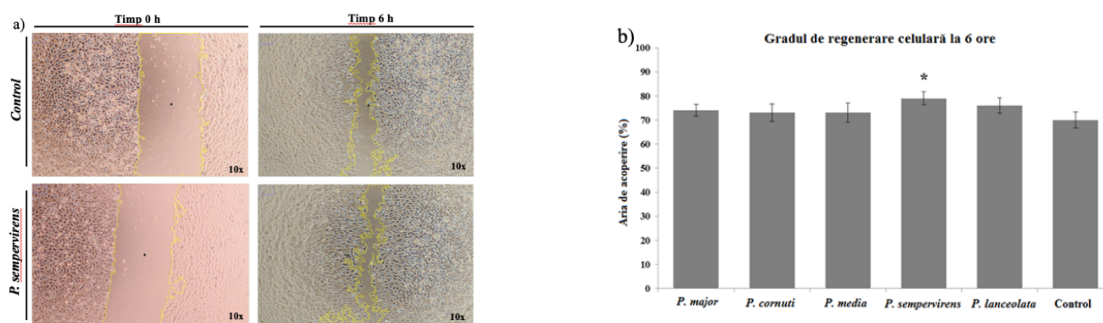 a)
Timp 0 h
Timp 6 h
Control
10x
10x
P. sempervirens
10x
10x
b)
Gradul de regenerare celulară la 6 ore
Aria de acoperire (%)
100
90
80
70
60
50
40
30
20
10
0
*
P. major
P. cornuti
P. media
P. sempervirens
P. lanceolata
Control